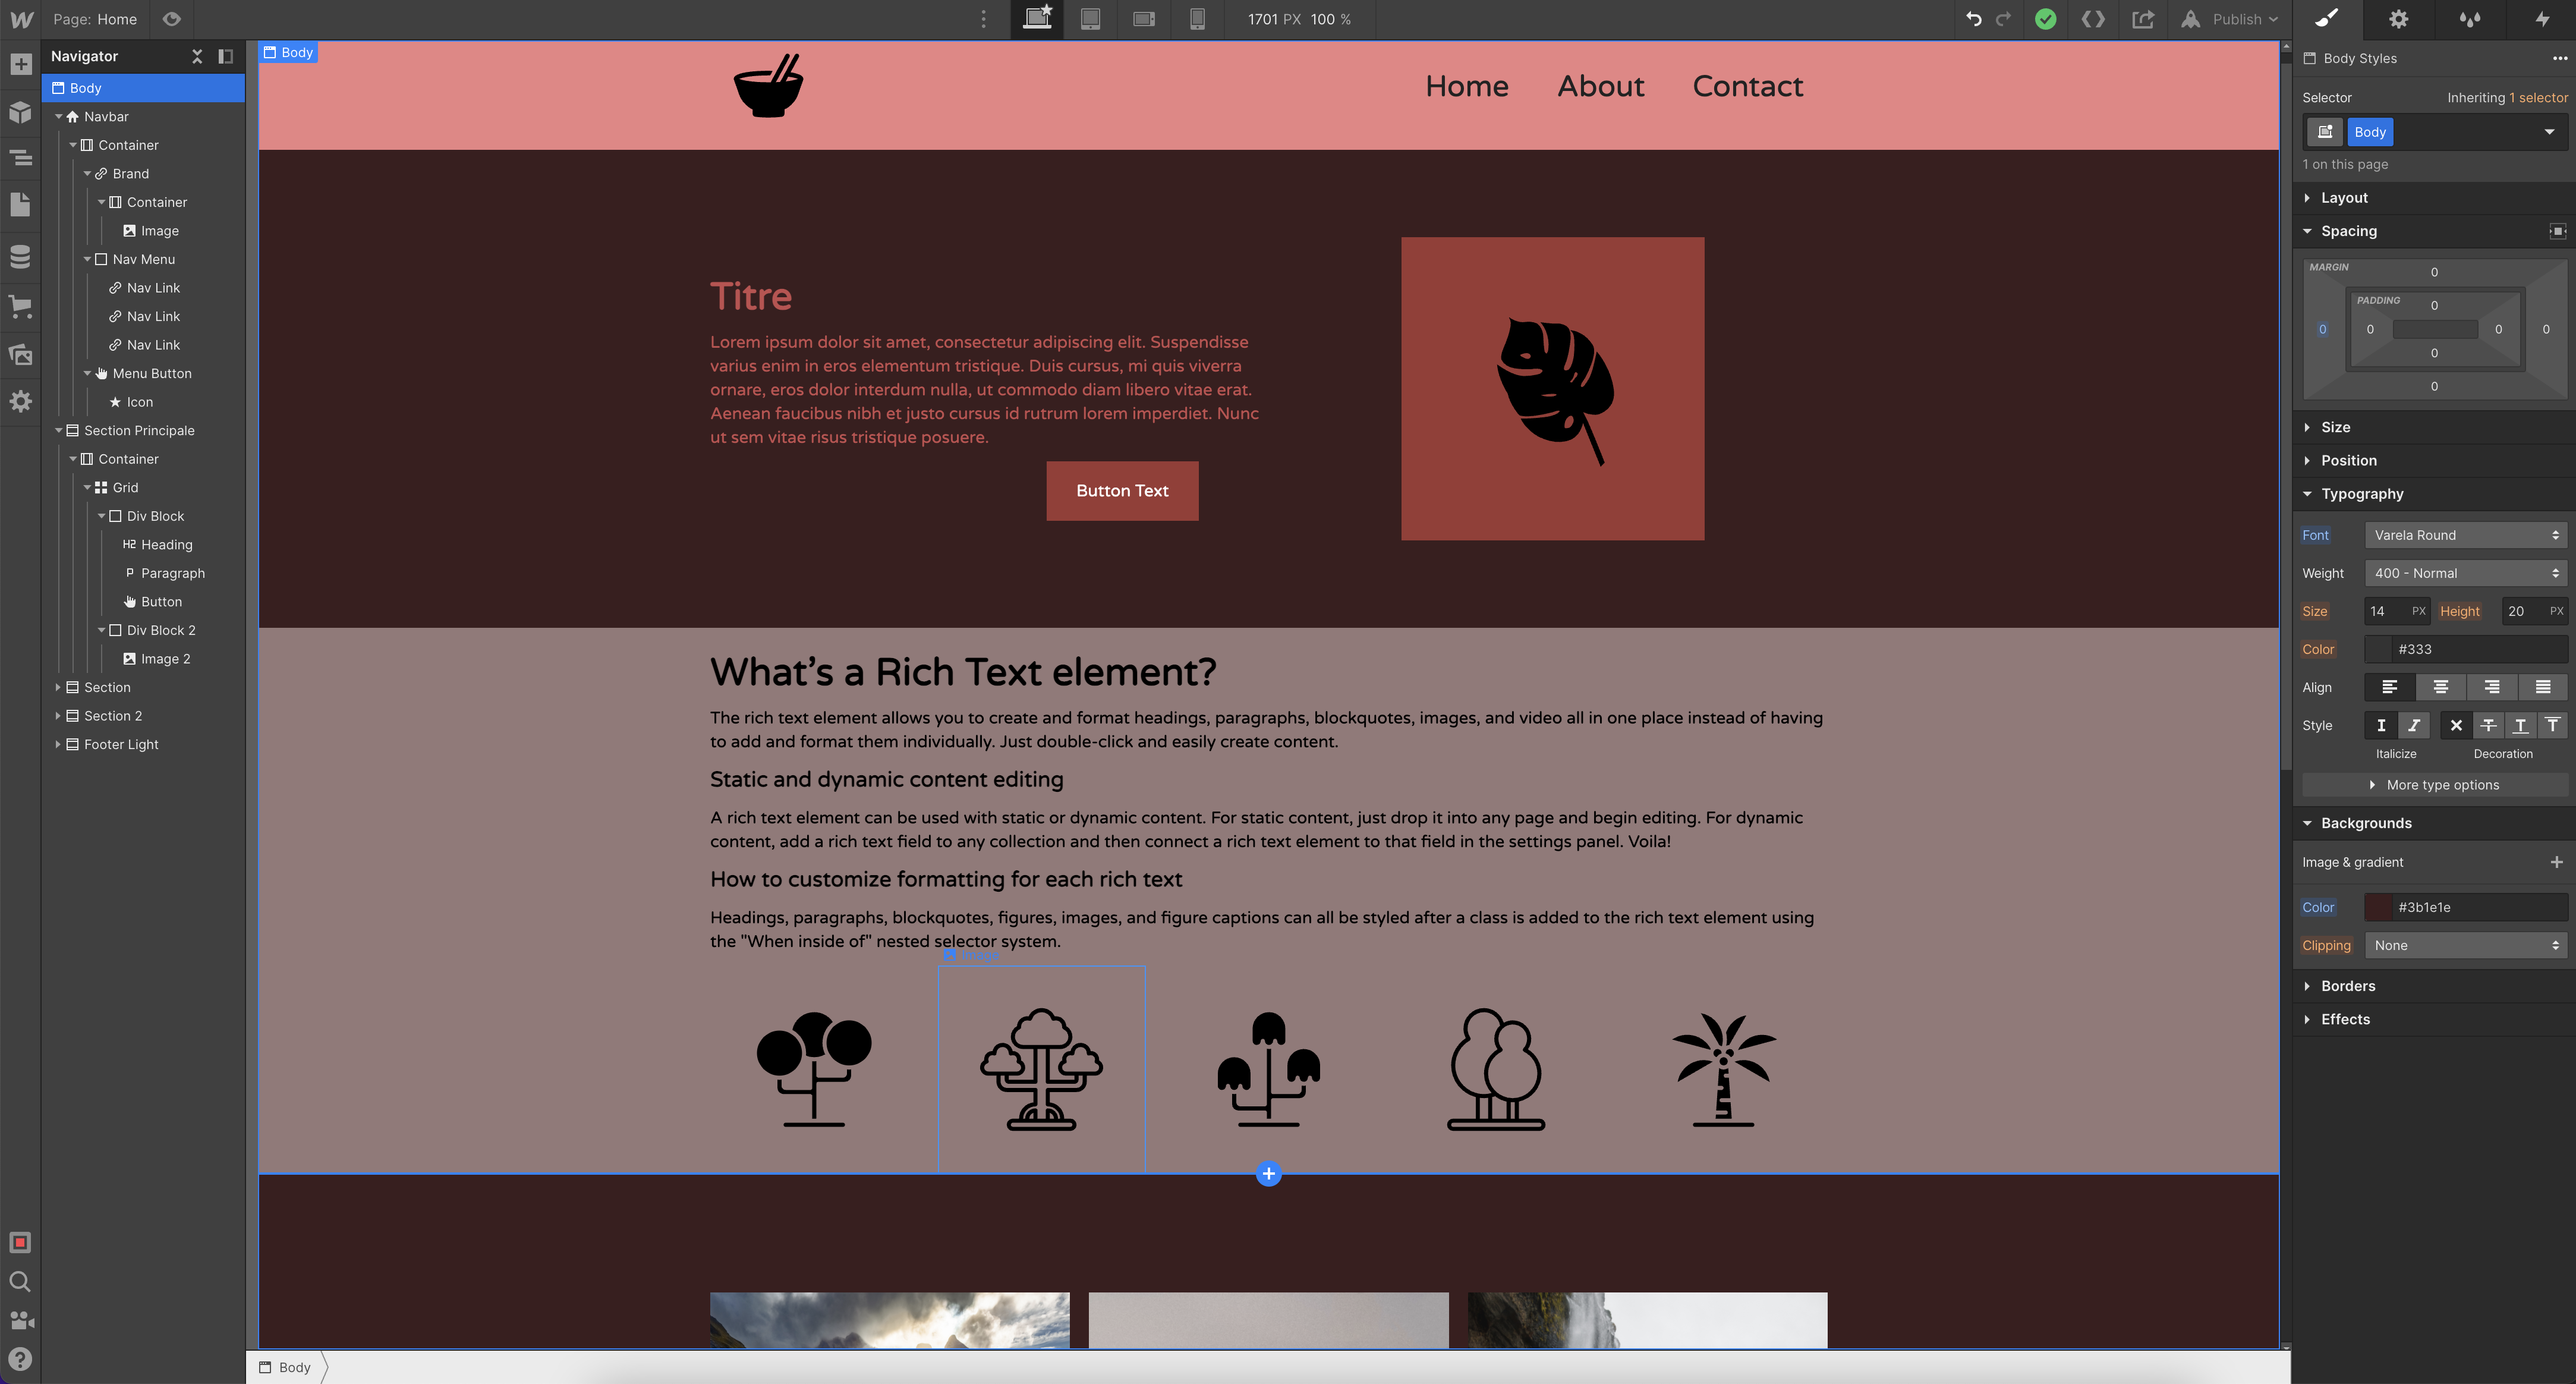 Page: Home
1701 PX 100 %
Publish
Navigator
Body
Navbar
Container
Brand
Container
Image
Nav Menu
Nav Link
Nav Link
Nav Link
Menu Button
Icon
Section Principale
Container
Grid
Div Block
H2 Heading
P Paragraph
Button
Div Block 2
Image 2
Section
Section 2
Footer Light
Body
Home About Contact
Titre
Lorem ipsum dolor sit amet, consectetur adipiscing elit. Suspendisse
varius enim in eros elementum tristique. Duis cursus, mi quis viverra
ornare, eros dolor interdum nulla, ut commodo diam libero vitae erat.
Aenean faucibus nibh et justo cursus id rutrum lorem imperdiet. Nunc
ut sem vitae risus tristique posuere.
Button Text
What’s a Rich Text element?
The rich text element allows you to create and format headings, paragraphs, blockquotes, images, and video all in one place instead of having
to add and format them individually. Just double-click and easily create content.
Static and dynamic content editing
A rich text element can be used with static or dynamic content. For static content, just drop it into any page and begin editing. For dynamic
content, add a rich text field to any collection and then connect a rich text element to that field in the settings panel. Voila!
How to customize formatting for each rich text
Headings, paragraphs, blockquotes, figures, images, and figure captions can all be styled after a class is added to the rich text element using
the "When inside of" nested selector system.
Image
Body
Body Styles
Selector Inheriting 1 selector
Body
1 on this page
Layout
Spacing
MARGIN
0
PADDING
0
0 0 0 0
0
0
Size
Position
Typography
Font Varela Round
Weight 400 - Normal
Size 14 PX Height 20 PX
Color #333
Align
Style
Italicize Decoration
More type options
Backgrounds
Image & gradient
Color #3b1e1e
Clipping None
Borders
Effects